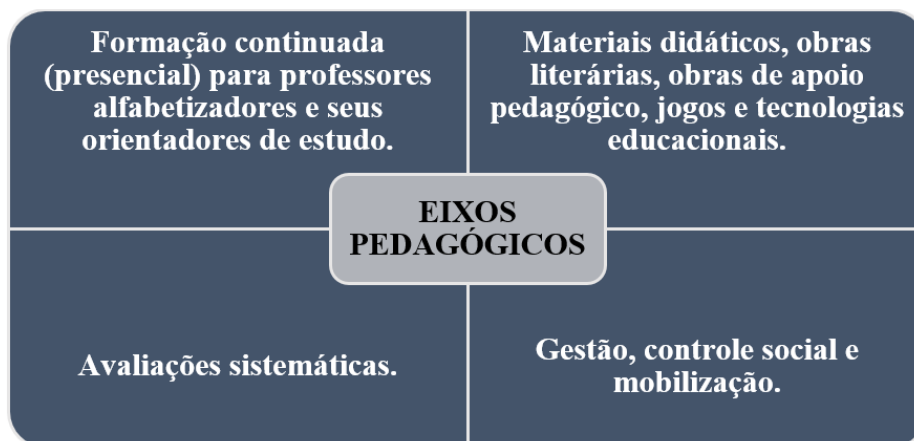 Formação continuada
(presencial) para professores
alfabetizadores e seus
orientadores de estudo.
Materiais didáticos, obras
literárias, obras de apoio
pedagógico, jogos e tecnologias
educacionais.
EIXOS
PEDAGÓGICOS
Avaliações sistemáticas.
Gestão, controle social e
mobilização.